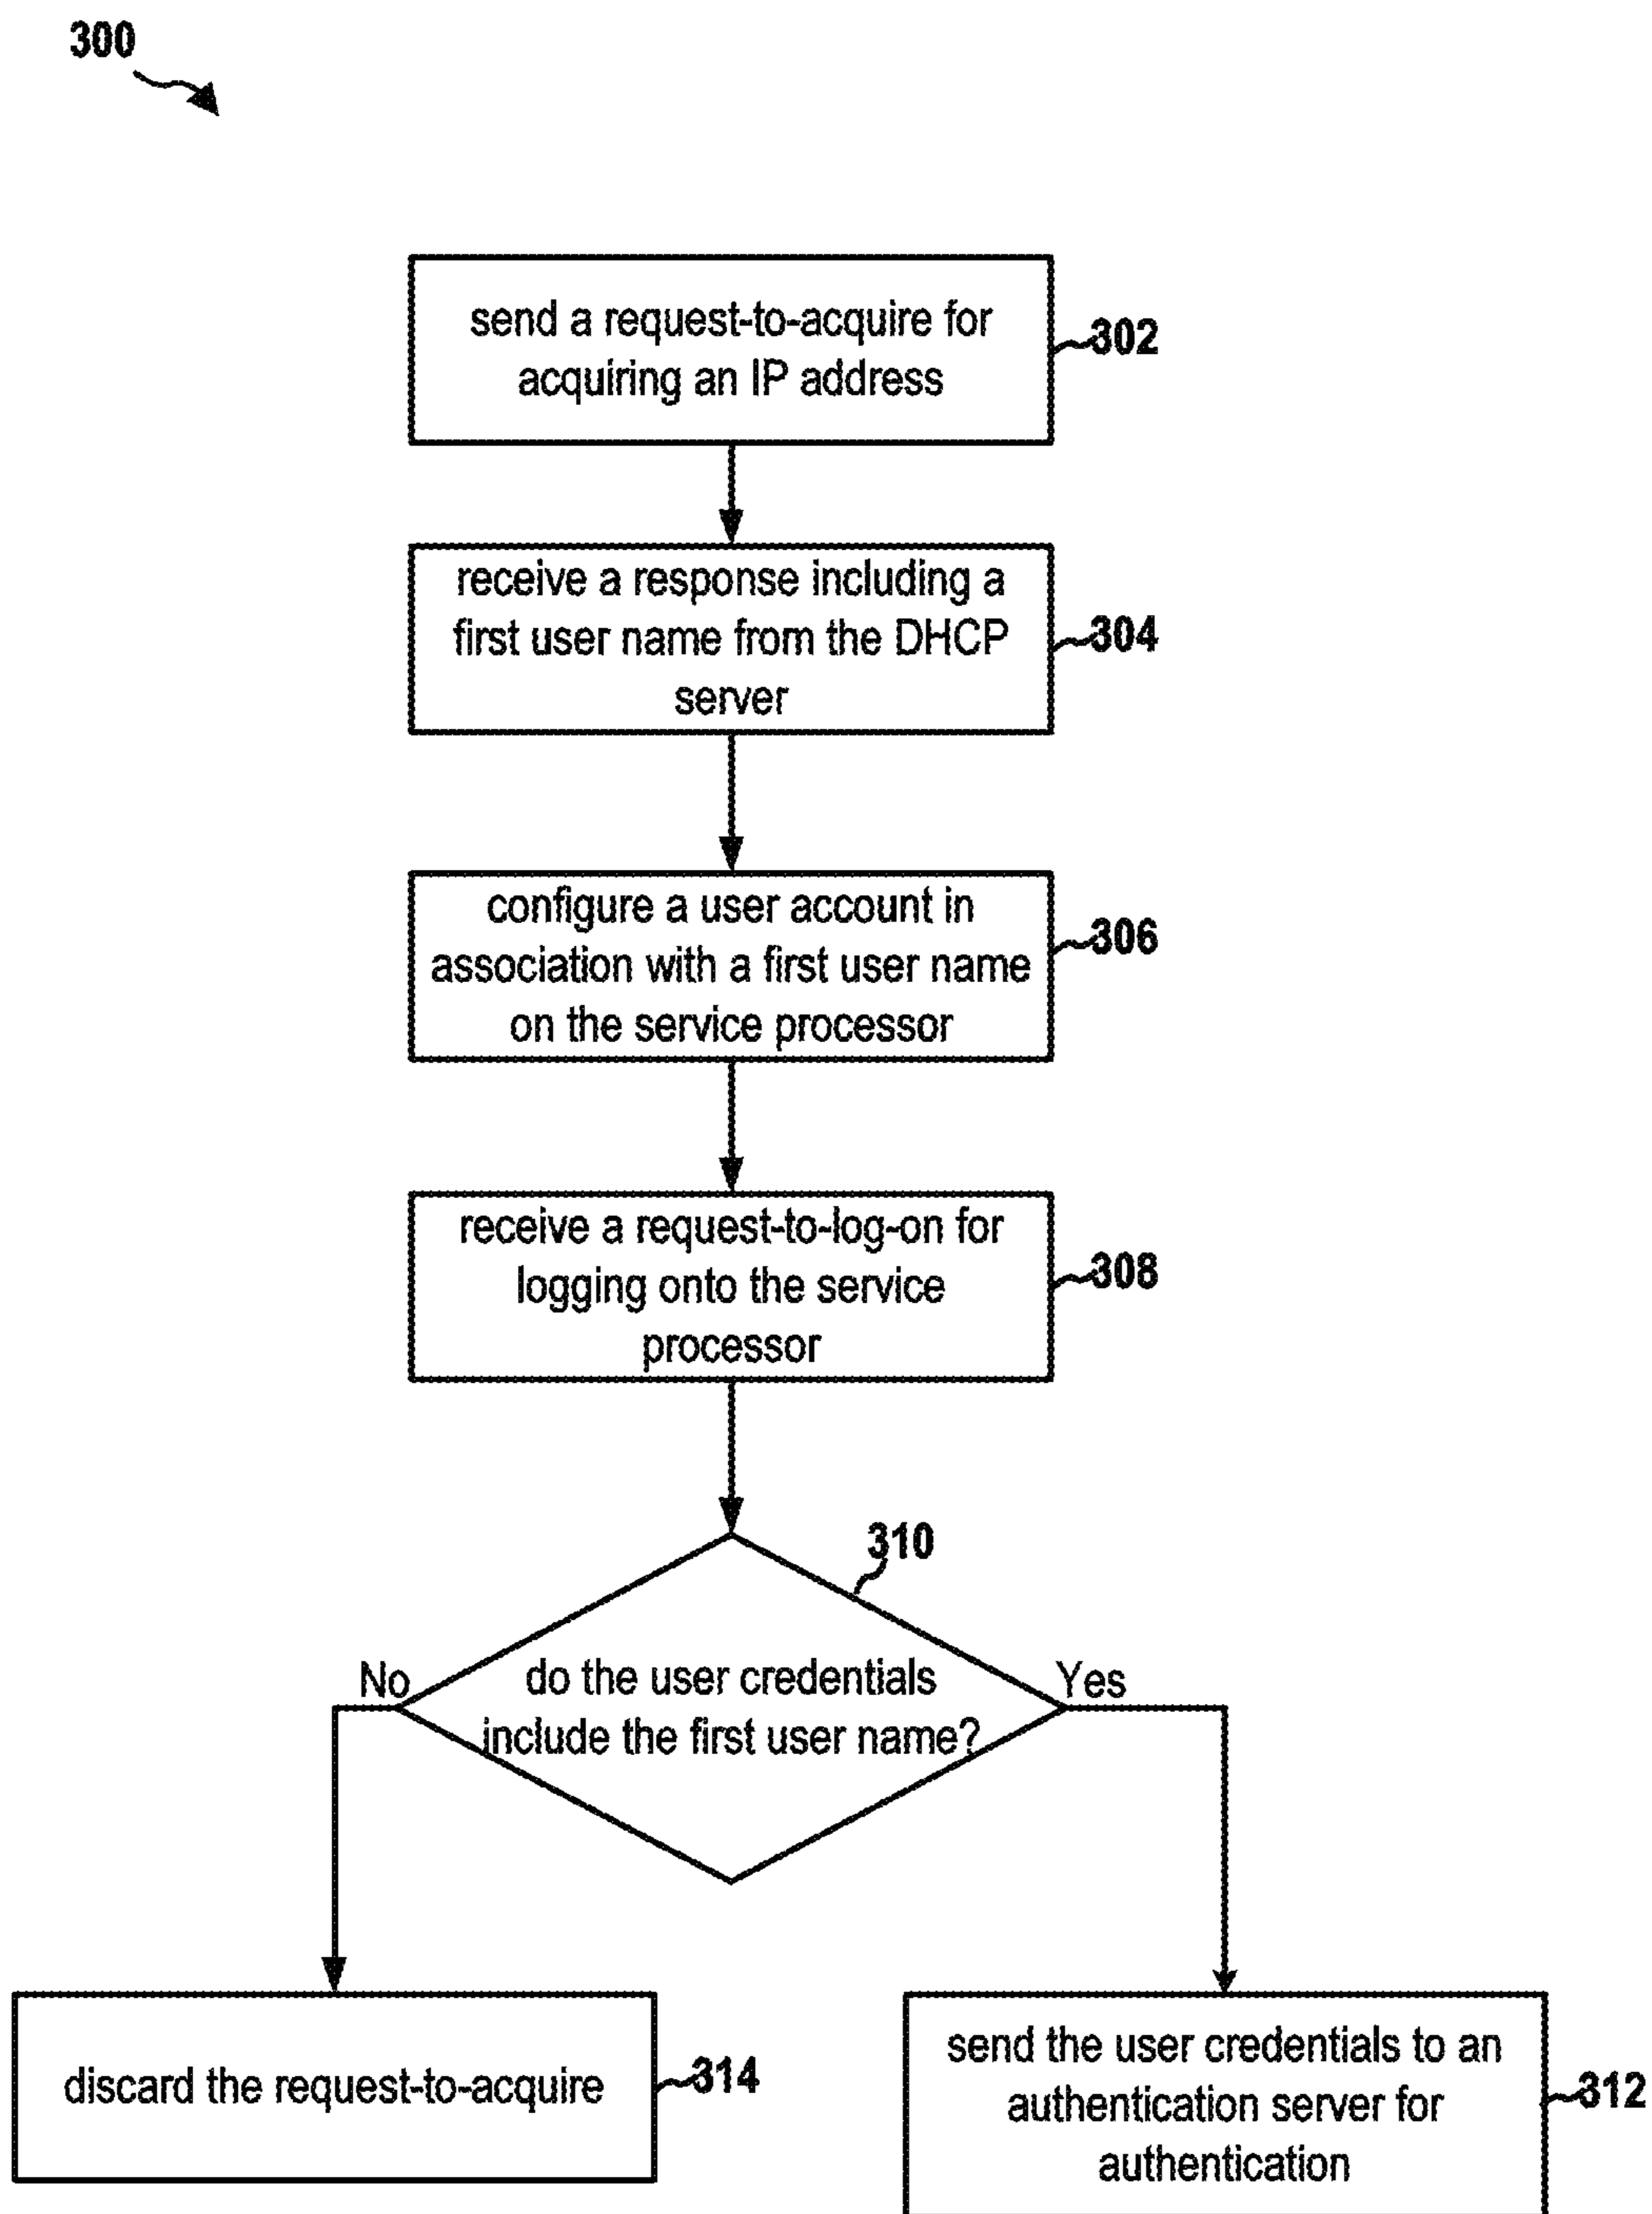 300
send a request-to-acquire for
acquiring an IP address
302
receive a response including a
first user name from the DHCP
server
304
configure a user account in
association with a first user name
on the service processor
306
receive a request-to-log-on for
logging onto the service
processor
308
310
do the user credentials
include the first user name?
No
Yes
discard the request-to-acquire
314
send the user credentials to an
authentication server for
authentication
312